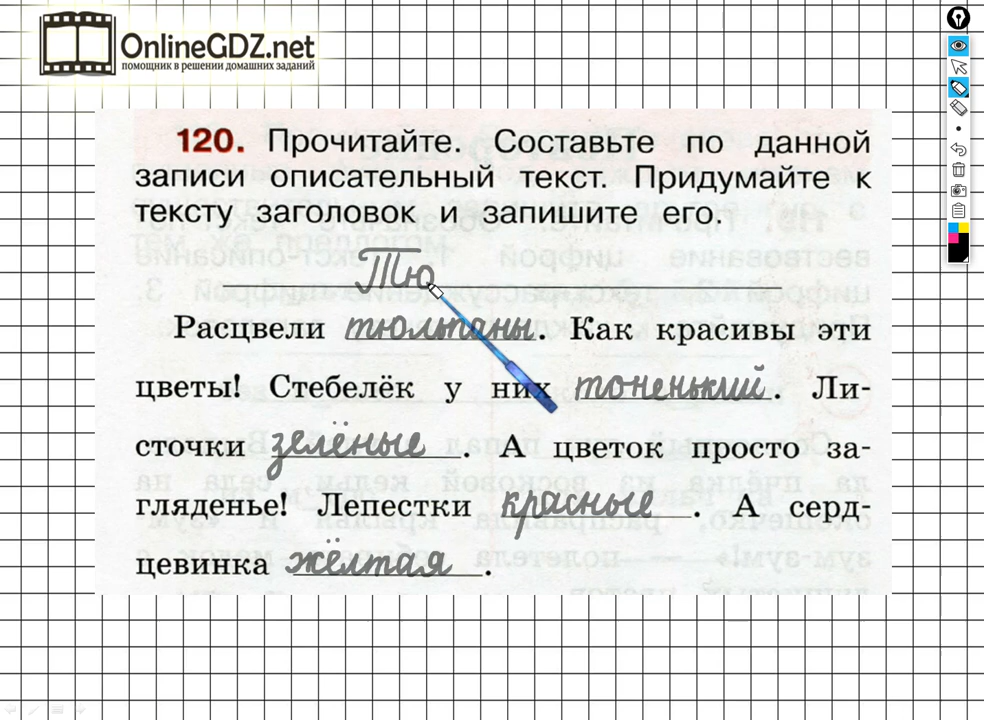 OnlineGDZ.net
помощник в решении домашних заданий
120. Прочитайте. Составьте по данной
записи описательный текст. Придумайте к
тексту заголовок и запишите его.
Тю
Расцвели тюльпаны. Как красивы эти
цветы! Стебелёк у них тоненький. Ли-
сточки зелёные. А цветок просто за-
гляденье! Лепестки красные. А серд-
цевинка жёлтая.